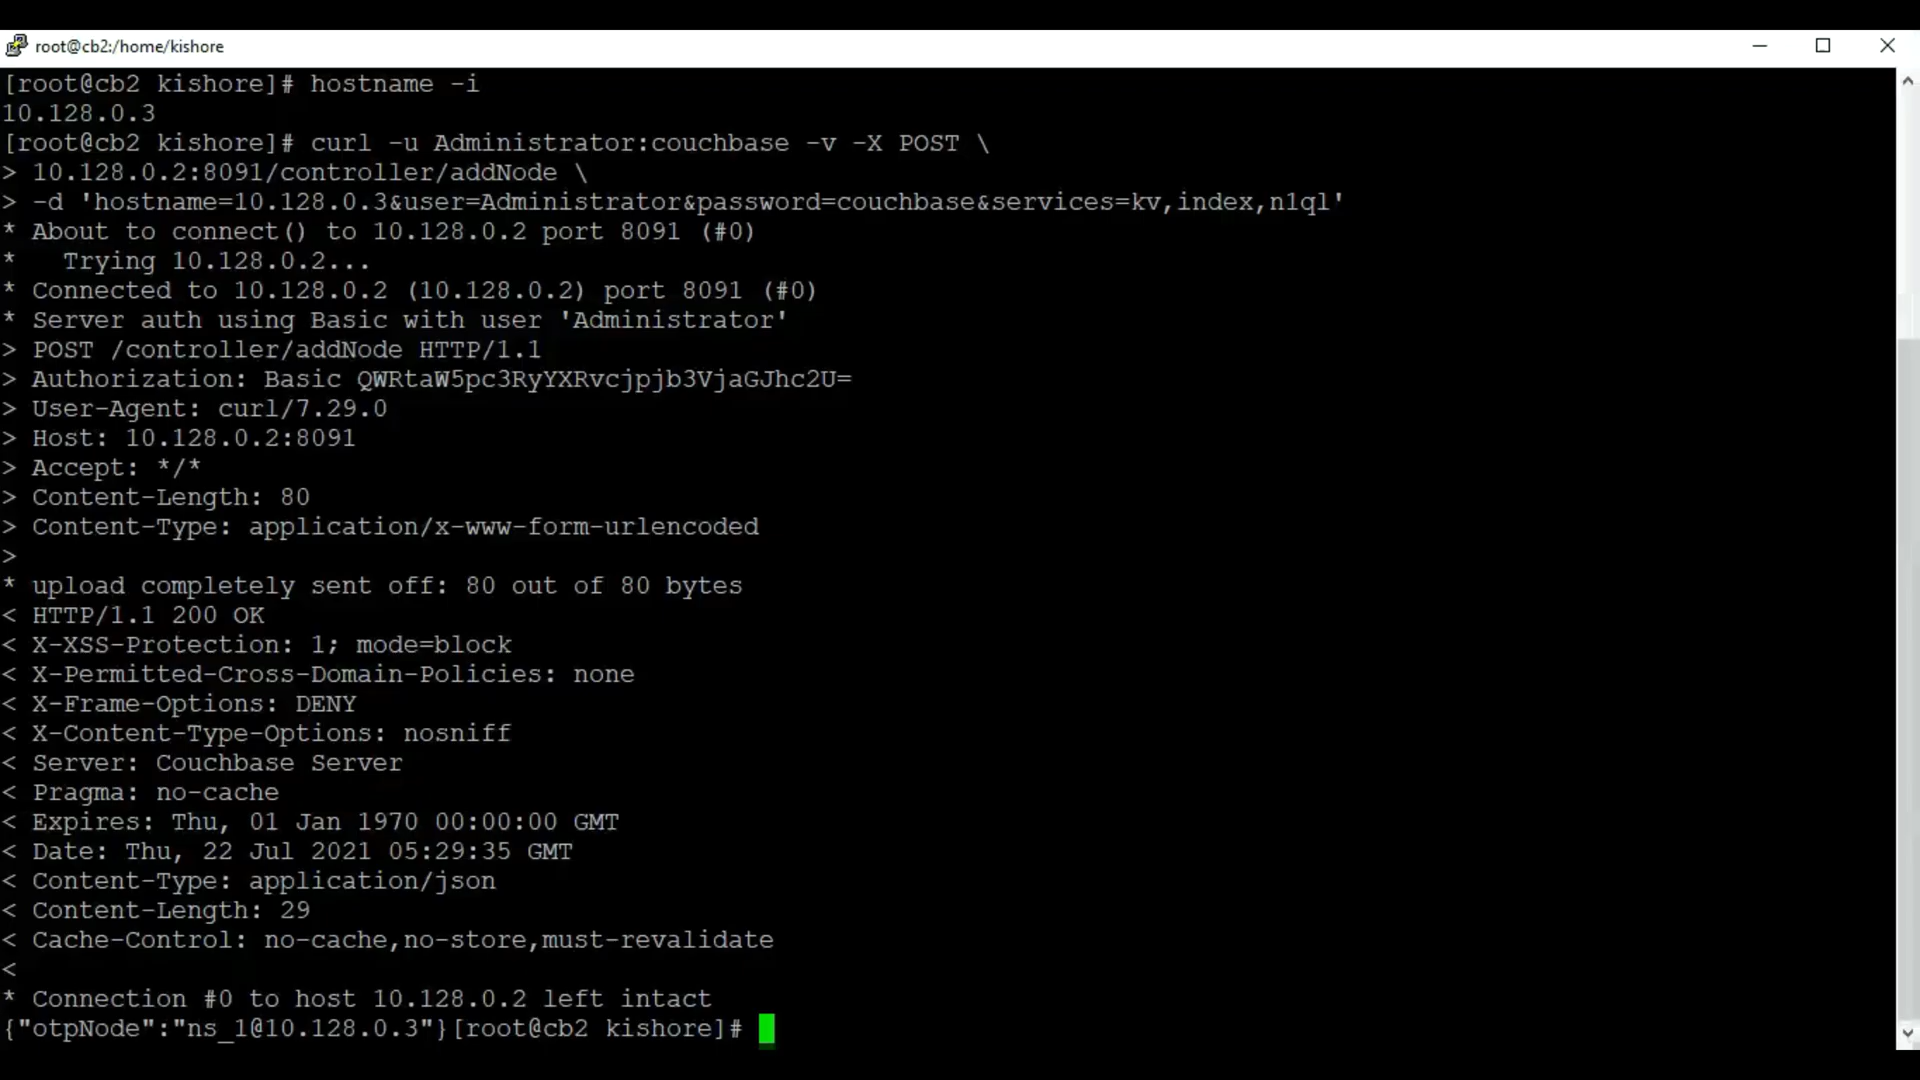 root@cb2:/home/kishore
[root@cb2 kishore]# hostname -i
10.128.0.3
[root@cb2 kishore]# curl -u Administrator:couchbase -v -X POST \
> 10.128.0.2:8091/controller/addNode \
> -d 'hostname=10.128.0.3&user=Administrator&password=couchbase&services=kv,index,n1ql'
* About to connect() to 10.128.0.2 port 8091 (#0)
*   Trying 10.128.0.2...
* Connected to 10.128.0.2 (10.128.0.2) port 8091 (#0)
* Server auth using Basic with user 'Administrator'
> POST /controller/addNode HTTP/1.1
> Authorization: Basic QWRtaW5pc3RyYXRvcjpjb3VjaGJhc2U=
> User-Agent: curl/7.29.0
> Host: 10.128.0.2:8091
> Accept: */*
> Content-Length: 80
> Content-Type: application/x-www-form-urlencoded
>
* upload completely sent off: 80 out of 80 bytes
< HTTP/1.1 200 OK
< X-XSS-Protection: 1; mode=block
< X-Permitted-Cross-Domain-Policies: none
< X-Frame-Options: DENY
< X-Content-Type-Options: nosniff
< Server: Couchbase Server
< Pragma: no-cache
< Expires: Thu, 01 Jan 1970 00:00:00 GMT
< Date: Thu, 22 Jul 2021 05:29:35 GMT
< Content-Type: application/json
< Content-Length: 29
< Cache-Control: no-cache,no-store,must-revalidate
<
* Connection #0 to host 10.128.0.2 left intact
{"otpNode":"ns_1@10.128.0.3"}[root@cb2 kishore]#